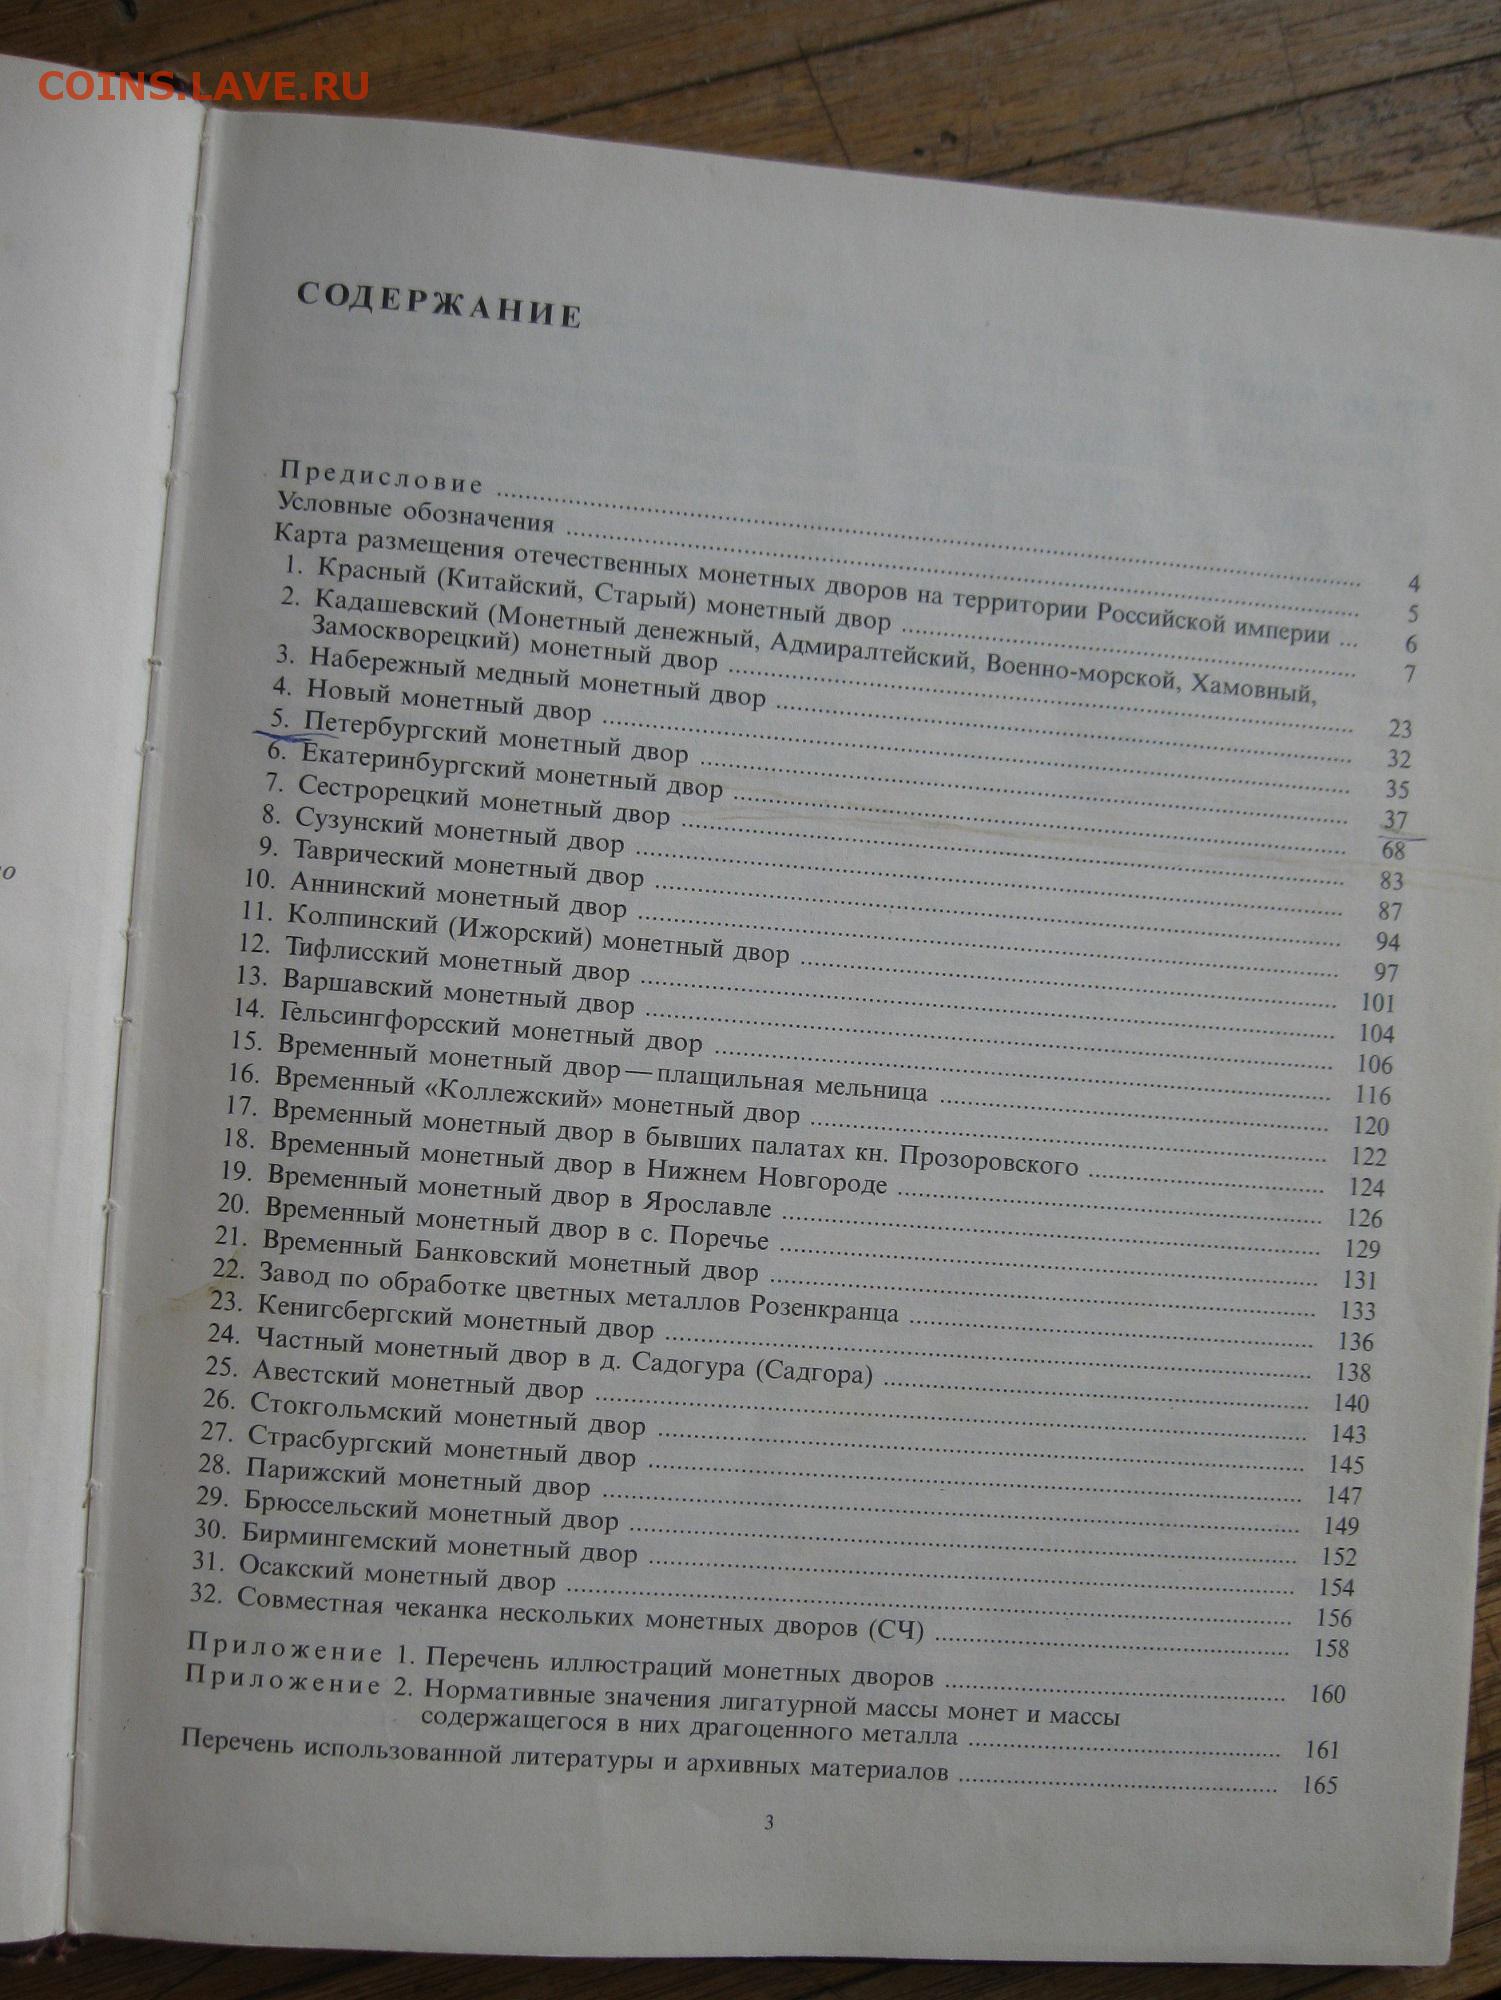 COINS.LAVE.RU
СОДЕРЖАНИЕ
Предисловие ... 4
Условные обозначения ... 5
Карта размещения отечественных монетных дворов на территории Российской империи ... 6
1. Красный (Китайский, Старый) монетный двор ... 7
2. Кадашевский (Монетный денежный, Адмиралтейский, Военно-морской, Хамовный,
Замоскворецкий) монетный двор ... 23
3. Набережный медный монетный двор ... 32
4. Новый монетный двор ... 35
5. Петербургский монетный двор ... 37
6. Екатеринбургский монетный двор ... 68
7. Сестрорецкий монетный двор ... 83
8. Сузунский монетный двор ... 87
9. Таврический монетный двор ... 94
10. Аннинский монетный двор ... 97
11. Колпинский (Ижорский) монетный двор ... 101
12. Тифлисский монетный двор ... 104
13. Варшавский монетный двор ... 106
14. Гельсингфорсский монетный двор ... 116
15. Временный монетный двор — плащильная мельница ... 120
16. Временный «Коллежский» монетный двор ... 122
17. Временный монетный двор в бывших палатах кн. Прозоровского ... 124
18. Временный монетный двор в Нижнем Новгороде ... 126
19. Временный монетный двор в Ярославле ... 129
20. Временный монетный двор в с. Поречье ... 131
21. Временный Банковский монетный двор ... 133
22. Завод по обработке цветных металлов Розенкранца ... 136
23. Кенигсбергский монетный двор ... 138
24. Частный монетный двор в д. Садогура (Садгора) ... 140
25. Авестский монетный двор ... 143
26. Стокгольмский монетный двор ... 145
27. Страсбургский монетный двор ... 147
28. Парижский монетный двор ... 149
29. Брюссельский монетный двор ... 152
30. Бирмингемский монетный двор ... 154
31. Осакский монетный двор ... 156
32. Совместная чеканка нескольких монетных дворов (СЧ) ... 158
Приложение 1. Перечень иллюстраций монетных дворов ... 160
Приложение 2. Нормативные значения лигатурной массы монет и массы
содержащегося в них драгоценного металла ... 161
Перечень использованной литературы и архивных материалов ... 165
3